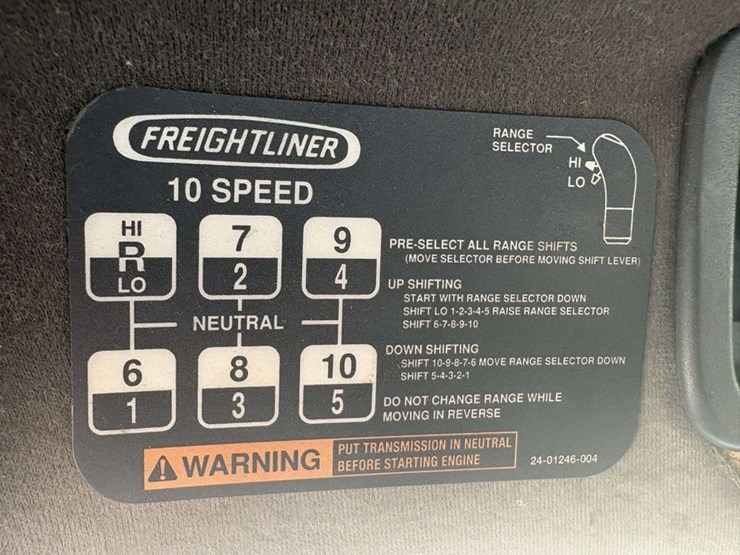 FREIGHTLINER
10 SPEED
RANGE
SELECTOR
HI
LO
HI
R
LO
7
2
9
4
NEUTRAL
6
1
8
3
10
5
PRE-SELECT ALL RANGE SHIFTS
(MOVE SELECTOR BEFORE MOVING SHIFT LEVER)
UP SHIFTING
START WITH RANGE SELECTOR DOWN
SHIFT LO 1-2-3-4-5 RAISE RANGE SELECTOR
SHIFT 6-7-8-9-10
DOWN SHIFTING
SHIFT 10-9-8-7-6 MOVE RANGE SELECTOR DOWN
SHIFT 5-4-3-2-1
DO NOT CHANGE RANGE WHILE
MOVING IN REVERSE
WARNING
PUT TRANSMISSION IN NEUTRAL
BEFORE STARTING ENGINE
24-01246-004